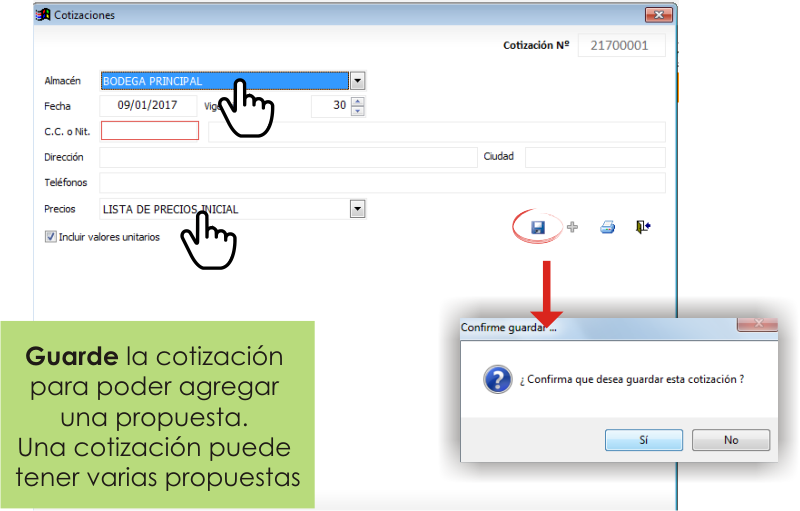 Cotizaciones
Cotización Nº 21700001
Almacén BODEGA PRINCIPAL
Fecha 09/01/2017 30
C.C. o Nit.
Dirección Ciudad
Teléfonos
Precios LISTA DE PRECIOS INICIAL
Incluir valores unitarios
Confirme guardar ...
¿ Confirma que desea guardar esta cotización ?
Sí No
Guarde la cotización
para poder agregar
una propuesta.
Una cotización puede
tener varias propuestas